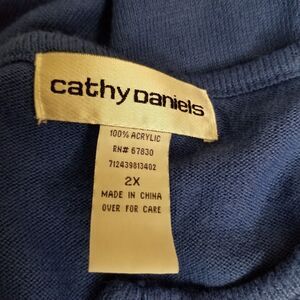 cathy Daniels
100% ACRYLIC
RN# 67830
712439813402
2X
MADE IN CHINA
OVER FOR CARE